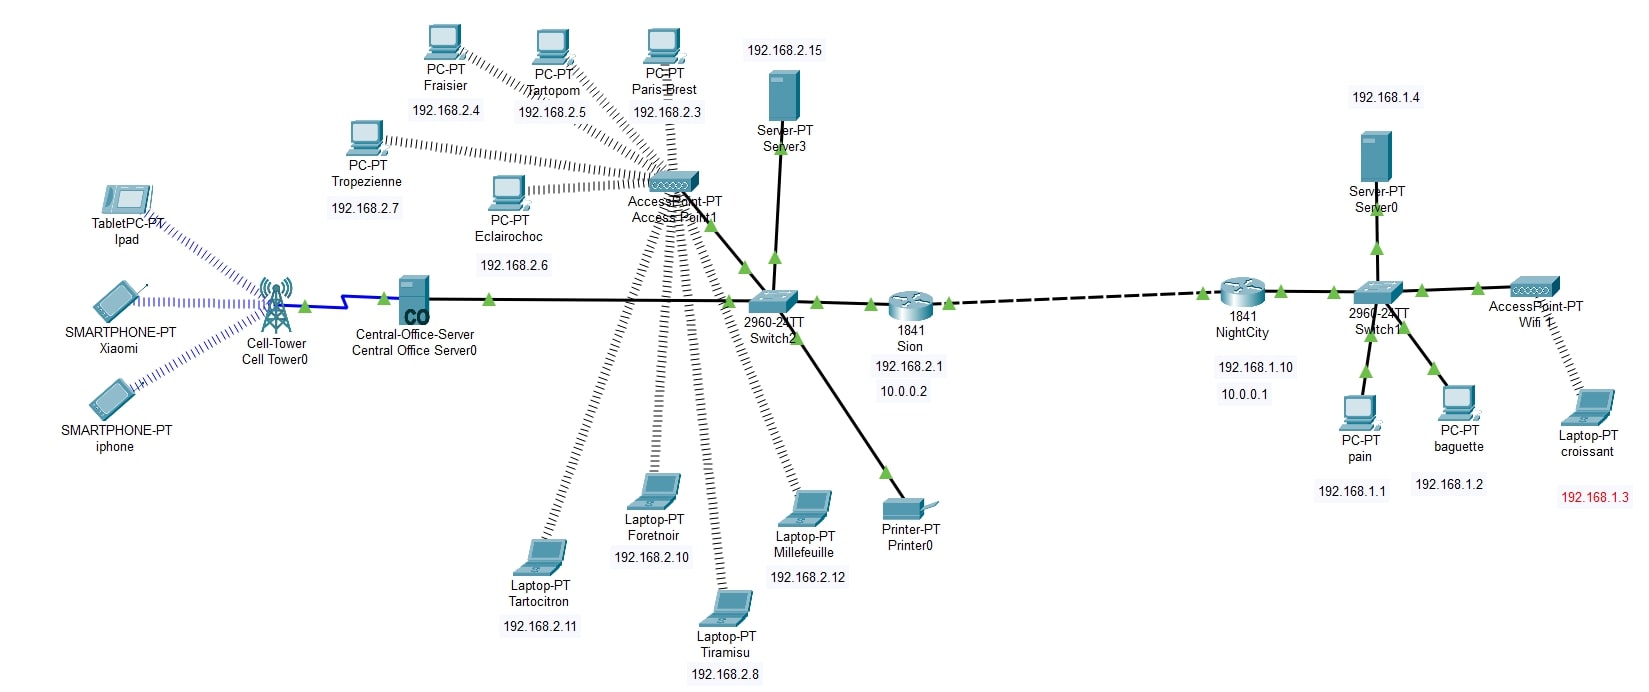 PC-PT
Fraisier
192.168.2.4
PC-PT
Tartopom
192.168.2.5
PC-PT
Paris-Brest
192.168.2.3
192.168.2.15
Server-PT
Server3
192.168.1.4
Server-PT
Server0
PC-PT
Tropezienne
192.168.2.7
PC-PT
Eclairochoc
192.168.2.6
AccessPoint-PT
Access Point1
TabletPC-PT
Ipad
SMARTPHONE-PT
Xiaomi
SMARTPHONE-PT
iphone
Cell-Tower
Cell Tower0
CO
Central-Office-Server
Central Office Server0
2960-24TT
Switch2
1841
Sion
192.168.2.1
10.0.0.2
1841
NightCity
192.168.1.10
10.0.0.1
2960-24TT
Switch1
AccessPoint-PT
Wifi 1
PC-PT
pain
192.168.1.1
PC-PT
baguette
192.168.1.2
Laptop-PT
croissant
192.168.1.3
Laptop-PT
Tartocitron
192.168.2.11
Laptop-PT
Foretnoir
192.168.2.10
Laptop-PT
Tiramisu
192.168.2.8
Laptop-PT
Millefeuille
192.168.2.12
Printer-PT
Printer0